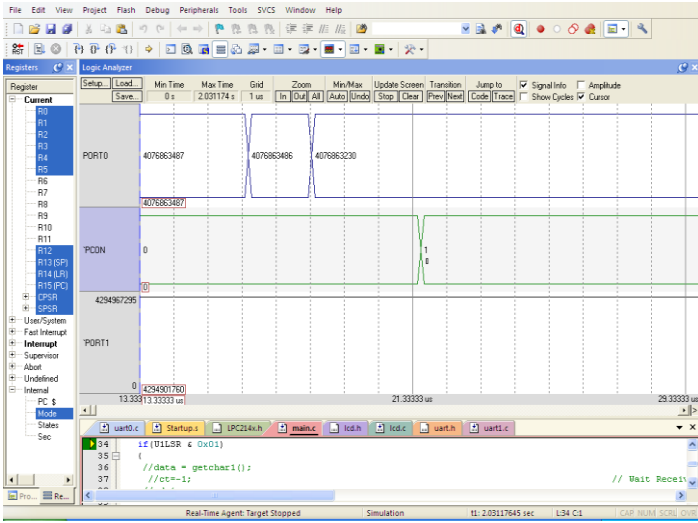 File Edit View Project Flash Debug Peripherals Tools SVCS Window Help
Registers
Logic Analyzer
Setup... Load... Min Time Max Time Grid Zoom Min/Max Update Screen Transition Jump to Signal Info Amplitude
Save... 0 s 2.031174 s 1 us In Out All Auto Undo Stop Clear Prev Next Code Trace Show Cycles Cursor
Register
Current
R0
R1
R2
R3
R4
R5
R6
R7
R8
R9
R10
R11
R12
R13 (SP)
R14 (LR)
R15 (PC)
CPSR
SPSR
User/System
Fast Interrupt
Interrupt
Supervisor
Abort
Undefined
Internal
PC $
Mode
States
Sec
PORT0
4076863487 4076863486 4076863230
4076863487
'PCON
0 1
0 0
4294967295
'PORT1
0 4294901760
13.333 13.33333 us 21.33333 us 29.33333 us
uart0.c Startup.s LPC214x.h main.c lcd.h lcd.c uart.h uart1.c
34 if(U1LSR & 0x01)
35 {
36 //data = getchar1();
37 //ct=-1; // Wait Receiv
Pro... Re...
Real-Time Agent: Target Stopped Simulation t1: 2.03117645 sec L:34 C:1 CAP NUM SCRL OVR